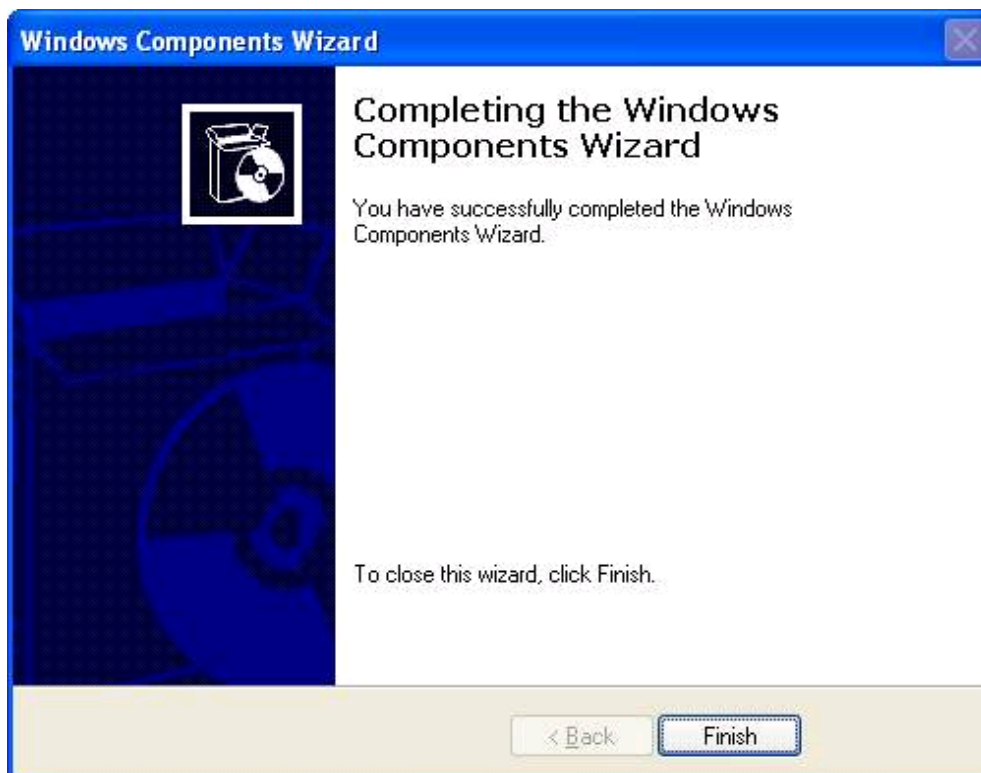 Windows Components Wizard
Completing the Windows
Components Wizard
You have successfully completed the Windows
Components Wizard.
To close this wizard, click Finish.
< Back
Finish